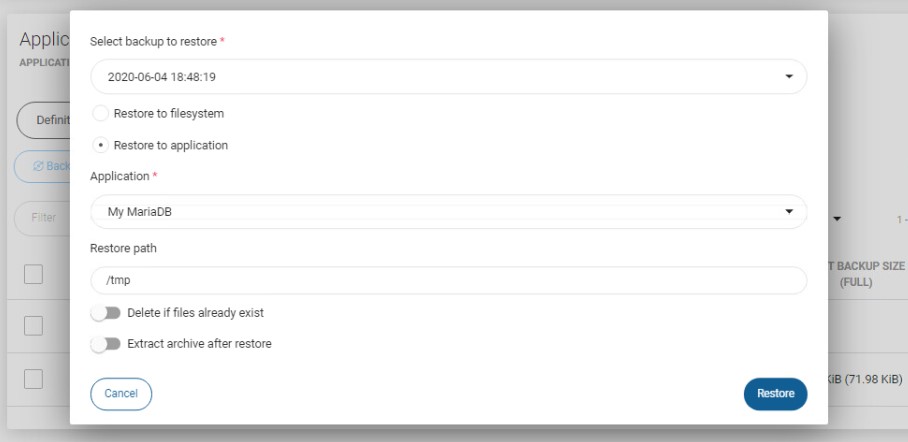 Applic
APPLICATI
Definit
Back
Filter
Select backup to restore *
2020-06-04 18:48:19
Restore to filesystem
Restore to application
Application *
My MariaDB
Restore path
/tmp
Delete if files already exist
Extract archive after restore
Cancel
Restore
1 -
T BACKUP SIZE
(FULL)
KiB (71.98 KiB)